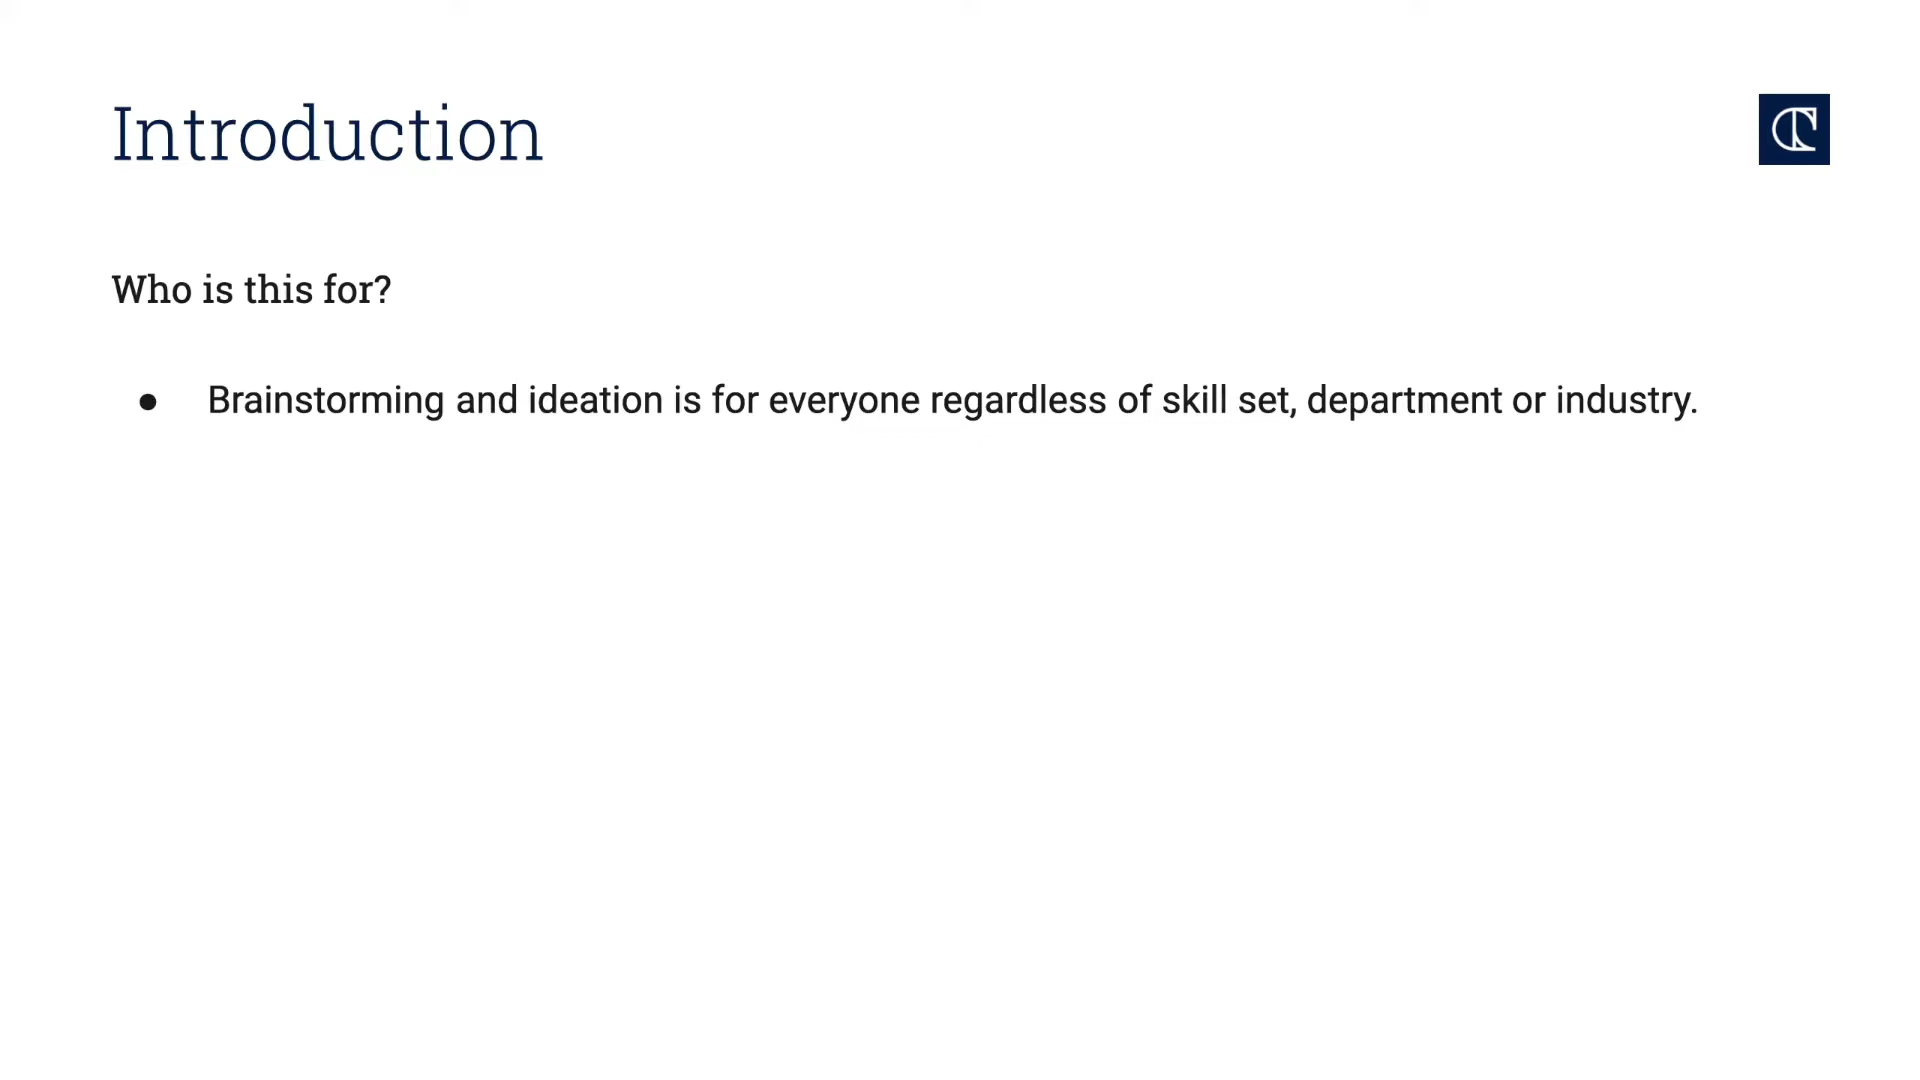 Introduction
Who is this for?
● Brainstorming and ideation is for everyone regardless of skill set, department or industry.